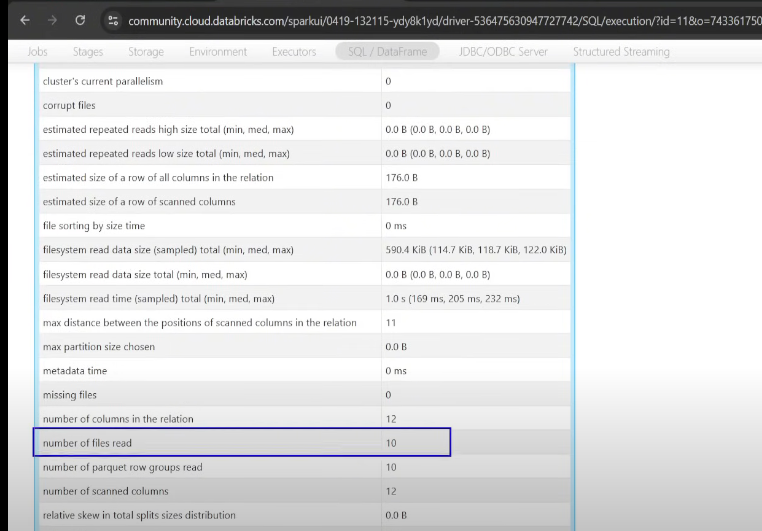 community.cloud.databricks.com/sparkui/0419-132115-ydy8k1yd/driver-536475630947727742/SQL/execution/?id=11&to=743361750
Jobs Stages Storage Environment Executors SQL / DataFrame JDBC/ODBC Server Structured Streaming
cluster's current parallelism 0
corrupt files 0
estimated repeated reads high size total (min, med, max) 0.0 B (0.0 B, 0.0 B, 0.0 B)
estimated repeated reads low size total (min, med, max) 0.0 B (0.0 B, 0.0 B, 0.0 B)
estimated size of a row of all columns in the relation 176.0 B
estimated size of a row of scanned columns 176.0 B
file sorting by size time 0 ms
filesystem read data size (sampled) total (min, med, max) 590.4 KiB (114.7 KiB, 118.7 KiB, 122.0 KiB)
filesystem read data size total (min, med, max) 0.0 B (0.0 B, 0.0 B, 0.0 B)
filesystem read time (sampled) total (min, med, max) 1.0 s (169 ms, 205 ms, 232 ms)
max distance between the positions of scanned columns in the relation 11
max partition size chosen 0.0 B
metadata time 0 ms
missing files 0
number of columns in the relation 12
number of files read 10
number of parquet row groups read 10
number of scanned columns 12
relative skew in total splits sizes distribution 0.0 B